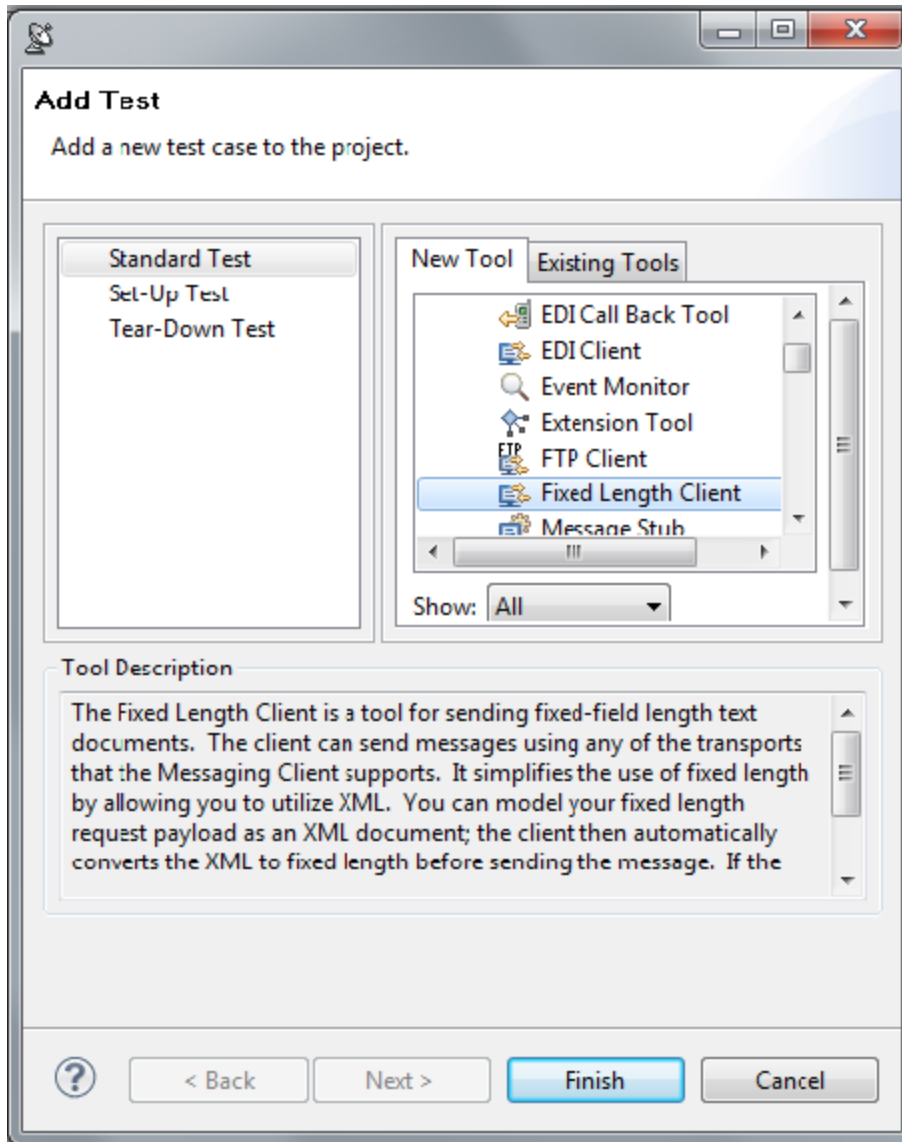 Add Test
Add a new test case to the project.
Standard Test
Set-Up Test
Tear-Down Test
New Tool
Existing Tools
EDI Call Back Tool
EDI Client
Event Monitor
Extension Tool
FTP
FTP Client
Fixed Length Client
Message Stub
Show: All
Tool Description
The Fixed Length Client is a tool for sending fixed-field length text
documents. The client can send messages using any of the transports
that the Messaging Client supports. It simplifies the use of fixed length
by allowing you to utilize XML. You can model your fixed length
request payload as an XML document; the client then automatically
converts the XML to fixed length before sending the message. If the
?
< Back
Next >
Finish
Cancel